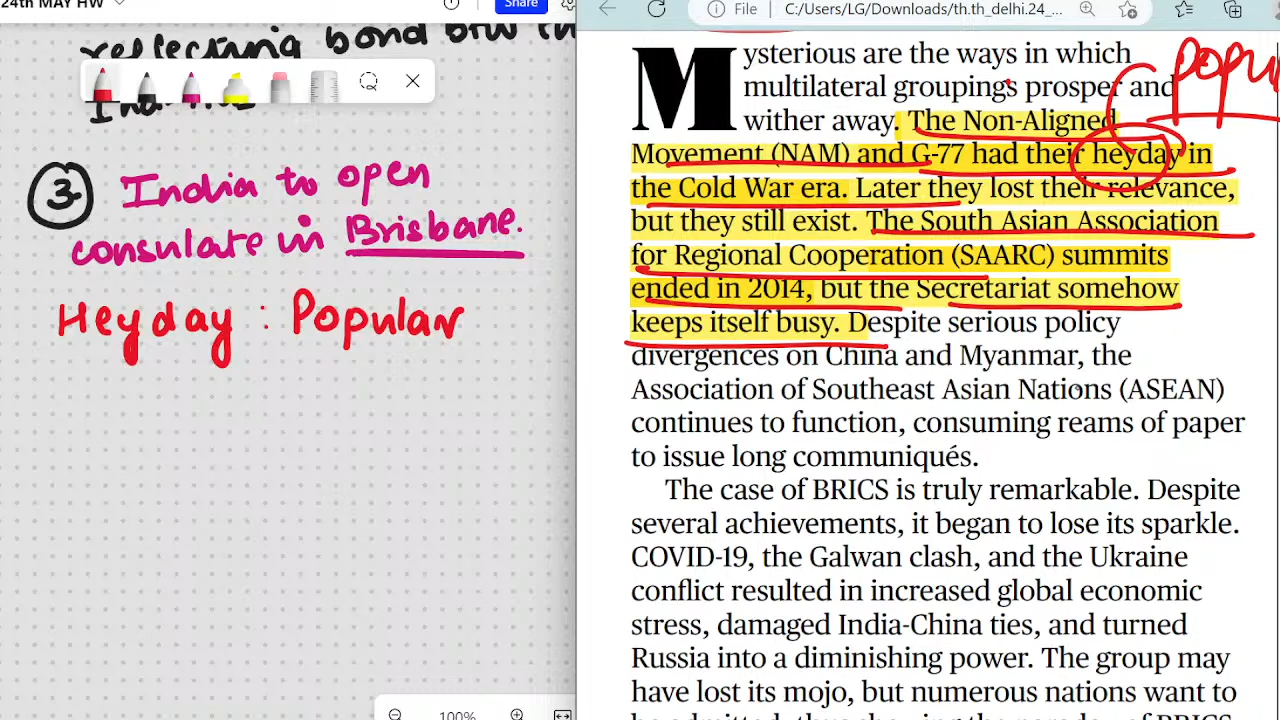 24TH MAY HW
Share
File
C:/Users/LG/Downloads/th.th_delhi.24_...
reflecting bond btw
3 India to open
consulate in Brisbane.
Heyday : Popular
100%
popu
Mysterious are the ways in which
multilateral groupings prosper and
wither away. The Non-Aligned
Movement (NAM) and G-77 had their heyday in
the Cold War era. Later they lost their relevance,
but they still exist. The South Asian Association
for Regional Cooperation (SAARC) summits
ended in 2014, but the Secretariat somehow
keeps itself busy. Despite serious policy
divergences on China and Myanmar, the
Association of Southeast Asian Nations (ASEAN)
continues to function, consuming reams of paper
to issue long communiqués.
The case of BRICS is truly remarkable. Despite
several achievements, it began to lose its sparkle.
COVID-19, the Galwan clash, and the Ukraine
conflict resulted in increased global economic
stress, damaged India-China ties, and turned
Russia into a diminishing power. The group may
have lost its mojo, but numerous nations want to